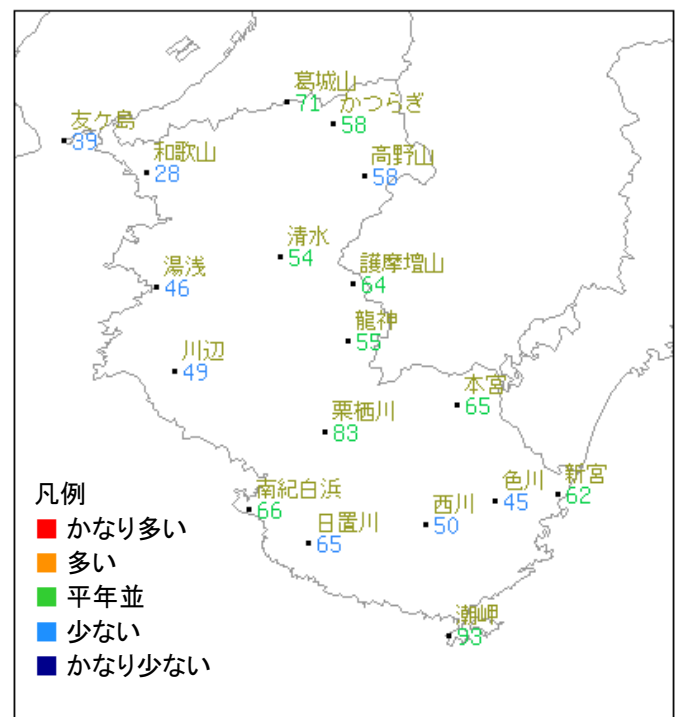 葛城山
71
かつらぎ
58
友ケ島
39
和歌山
28
高野山
58
清水
54
護摩壇山
64
湯浅
46
龍神
55
川辺
49
本宮
65
栗栖川
83
南紀白浜
66
日置川
65
西川
50
色川
45
新宮
62
潮岬
93
凡例
かなり多い
多い
平年並
少ない
かなり少ない